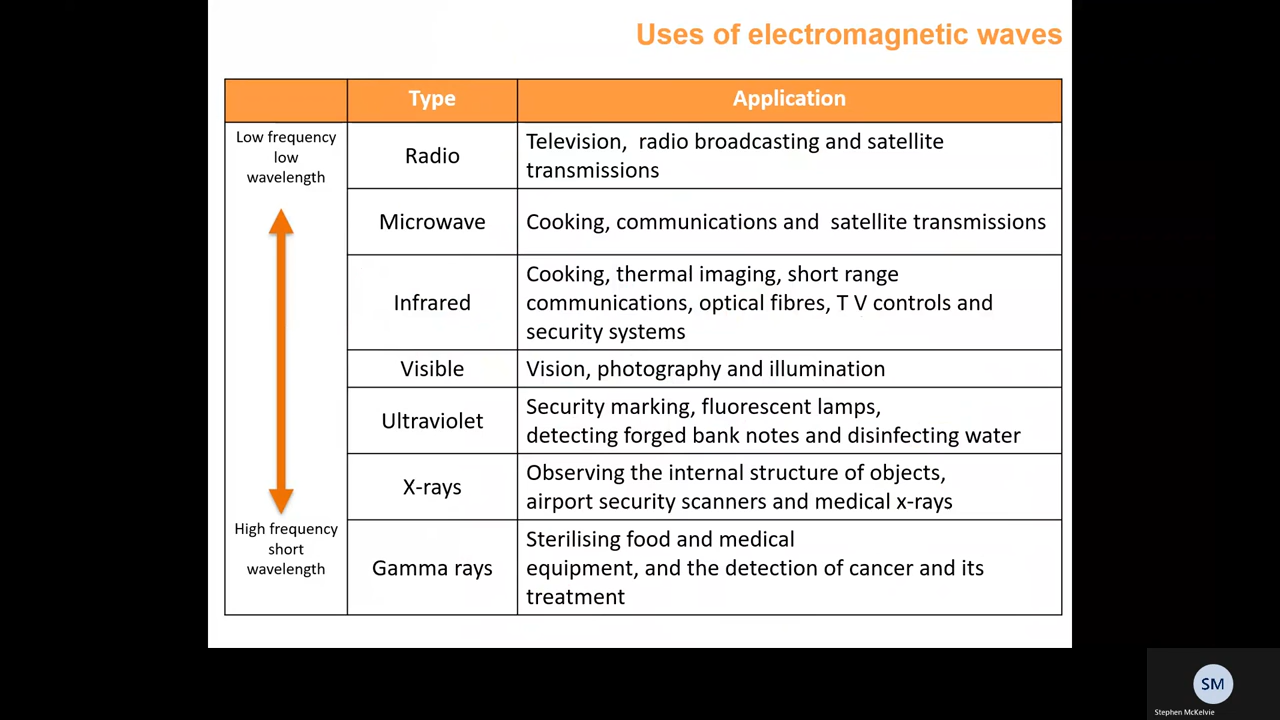 Uses of electromagnetic waves
Type
Application
Low frequency
low
wavelength
Radio
Television, radio broadcasting and satellite
transmissions
Microwave
Cooking, communications and satellite transmissions
Infrared
Cooking, thermal imaging, short range
communications, optical fibres, T V controls and
security systems
Visible
Vision, photography and illumination
Ultraviolet
Security marking, fluorescent lamps,
detecting forged bank notes and disinfecting water
X-rays
Observing the internal structure of objects,
airport security scanners and medical x-rays
High frequency
short
wavelength
Gamma rays
Sterilising food and medical
equipment, and the detection of cancer and its
treatment
SM
Stephen McKelvie